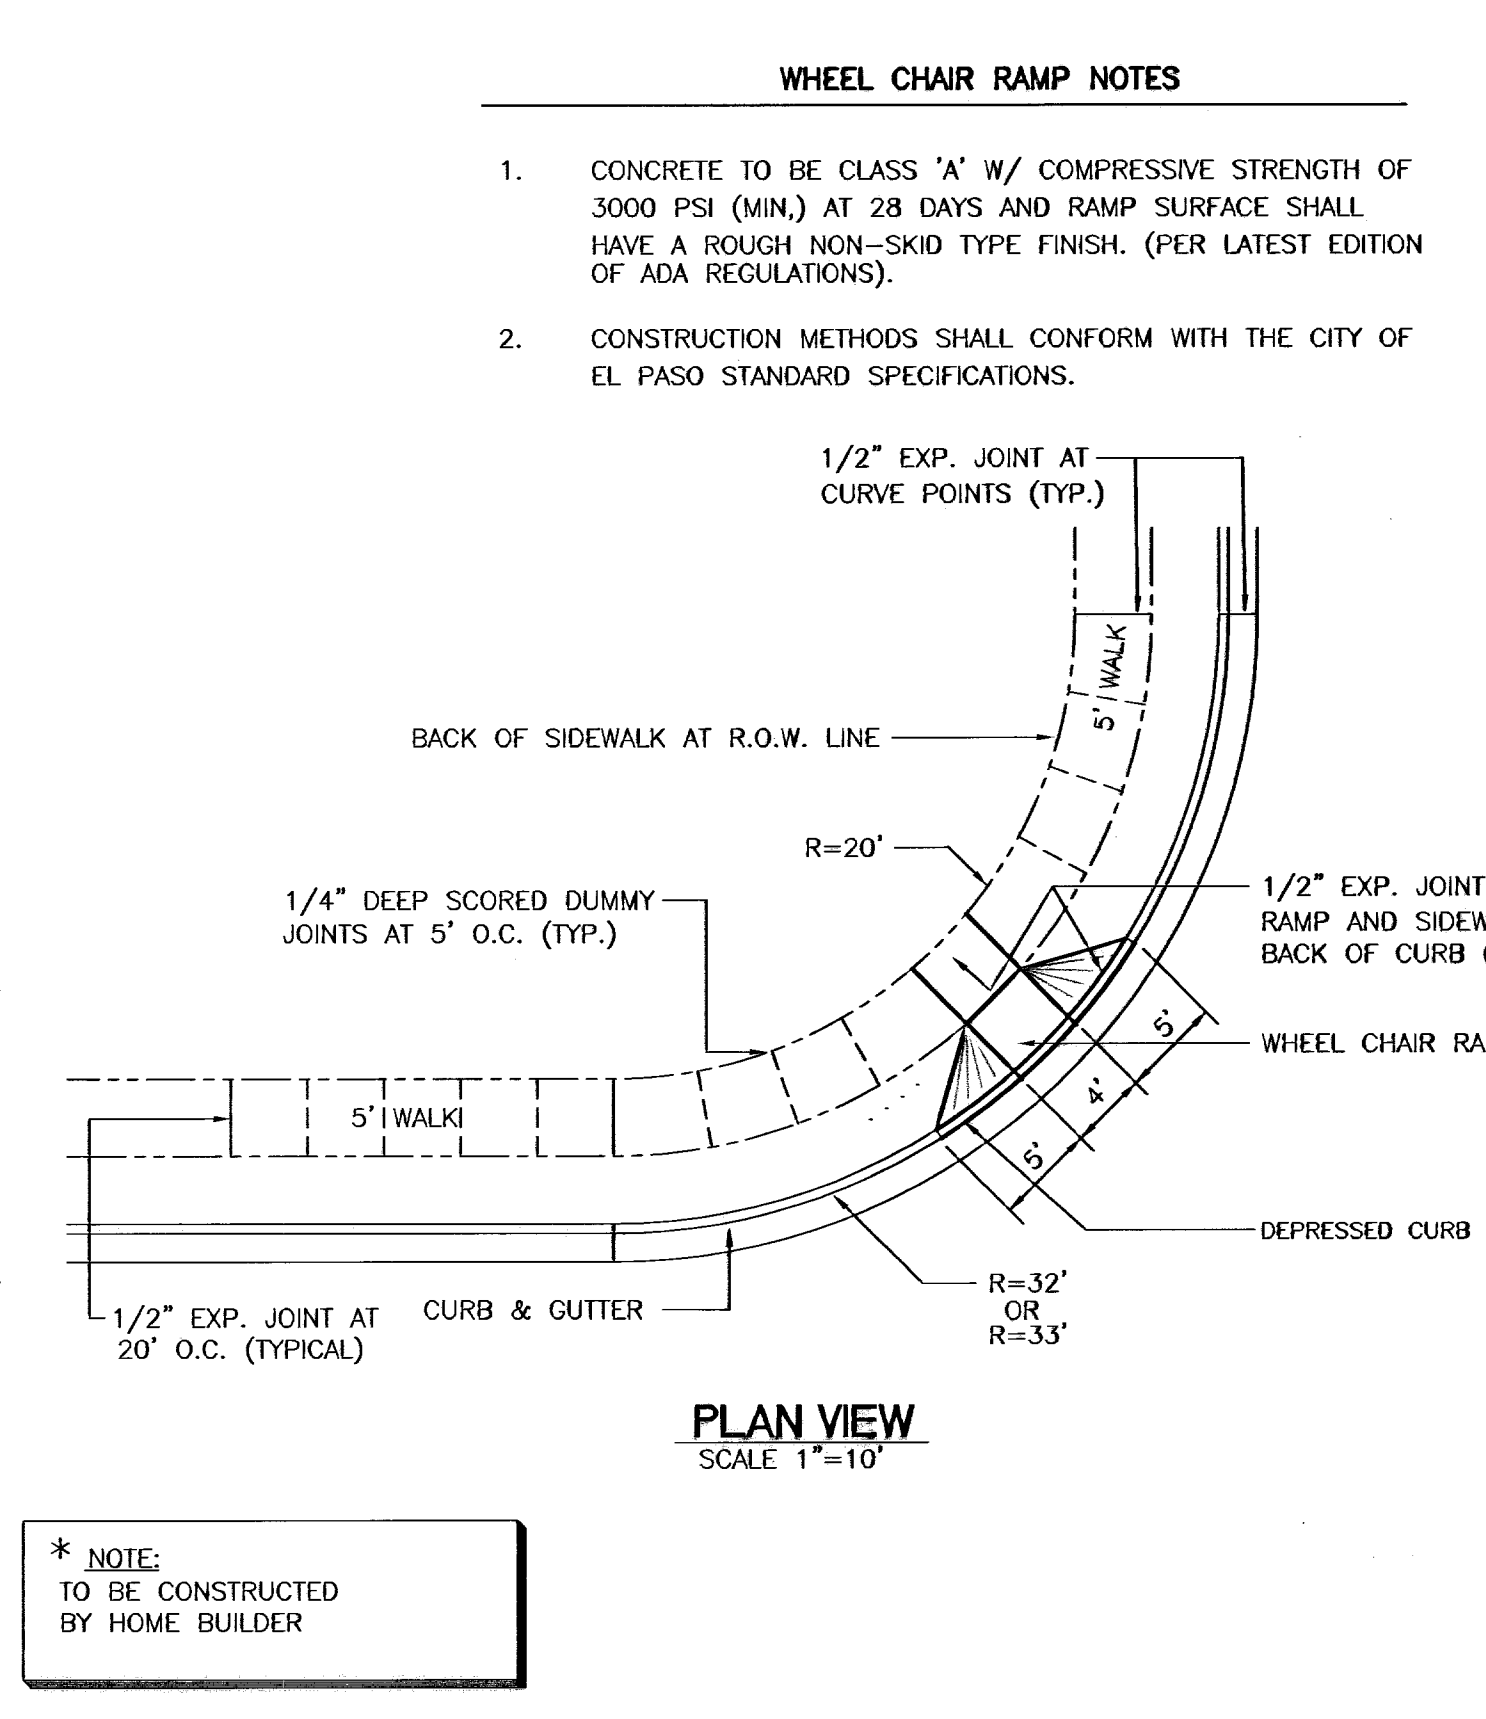 WHEEL CHAIR RAMP NOTES
1. CONCRETE TO BE CLASS 'A' W/ COMPRESSIVE STRENGTH OF
3000 PSI (MIN,) AT 28 DAYS AND RAMP SURFACE SHALL
HAVE A ROUGH NON-SKID TYPE FINISH. (PER LATEST EDITION
OF ADA REGULATIONS).
2. CONSTRUCTION METHODS SHALL CONFORM WITH THE CITY OF
EL PASO STANDARD SPECIFICATIONS.
1/2" EXP. JOINT AT
CURVE POINTS (TYP.)
5' WALK
BACK OF SIDEWALK AT R.O.W. LINE
R=20'
1/4" DEEP SCORED DUMMY
JOINTS AT 5' O.C. (TYP.)
1/2" EXP. JOINT
RAMP AND
BACK OF CURB
WHEEL CHAIR
5'
4'
5'
5' WALK
DEPRESSED CURB
R=32'
OR
R=33'
CURB & GUTTER
1/2" EXP. JOINT AT
20' O.C. (TYPICAL)
PLAN VIEW
SCALE 1"=10'
* NOTE:
TO BE CONSTRUCTED
BY HOME BUILDER